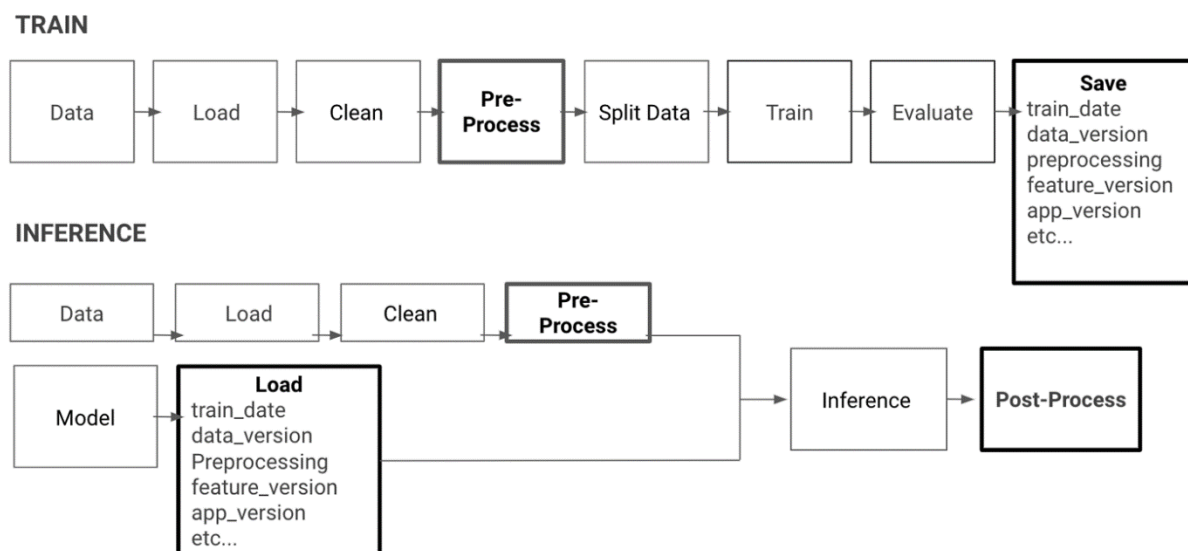 TRAIN
Data
Load
Clean
Pre-
Process
Split Data
Train
Evaluate
Save
train_date
data_version
preprocessing
feature_version
app_version
etc...
INFERENCE
Data
Load
Clean
Pre-
Process
Model
Load
train_date
data_version
Preprocessing
feature_version
app_version
etc...
Inference
Post-Process